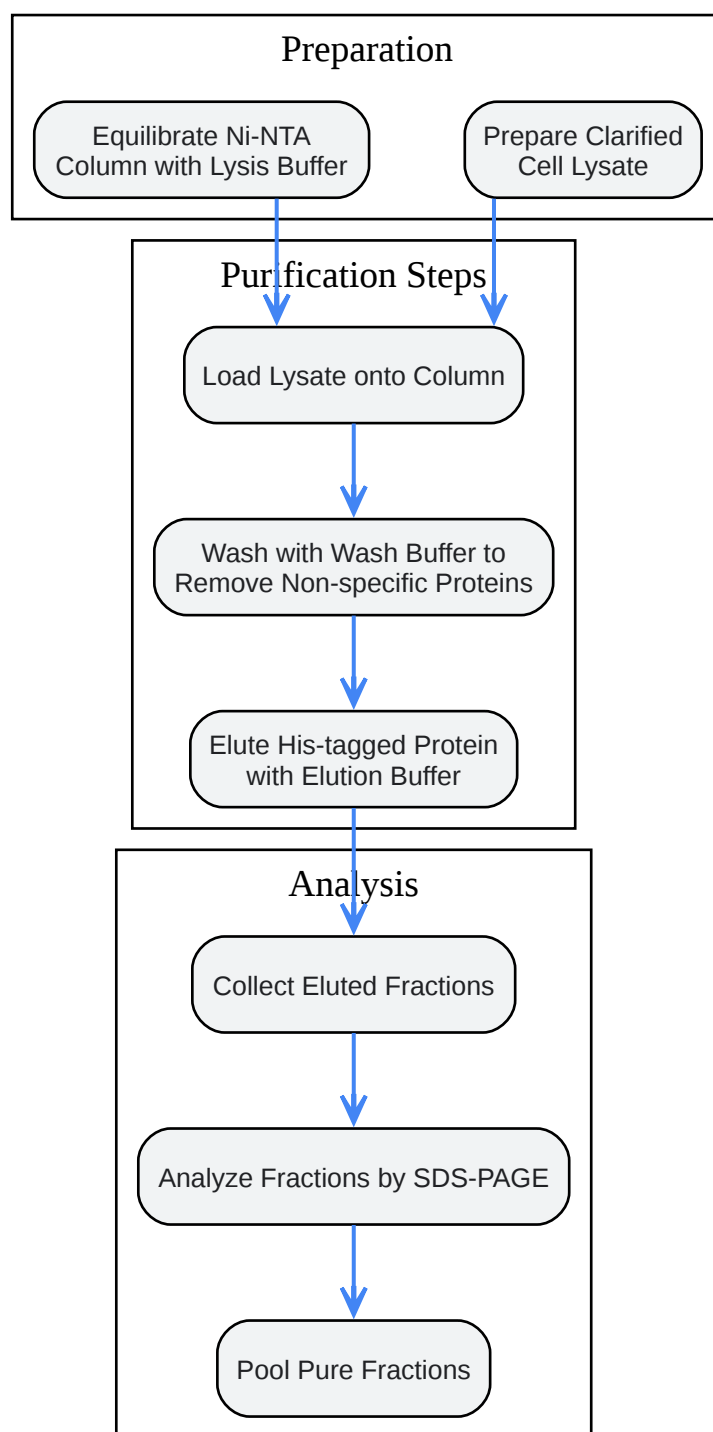 Preparation
Equilibrate Ni-NTA
Column with Lysis Buffer
Prepare Clarified
Cell Lysate
Purification Steps
Load Lysate onto Column
Wash with Wash Buffer to
Remove Non-specific Proteins
Elute His-tagged Protein
with Elution Buffer
Analysis
Collect Eluted Fractions
Analyze Fractions by SDS-PAGE
Pool Pure Fractions